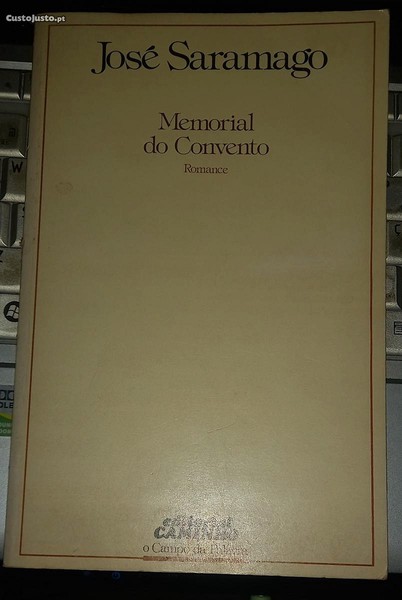 CustoJusto.pt
José Saramago
Memorial
do Convento
Romance
editorial
CAMINHO
o Campo da Palavra